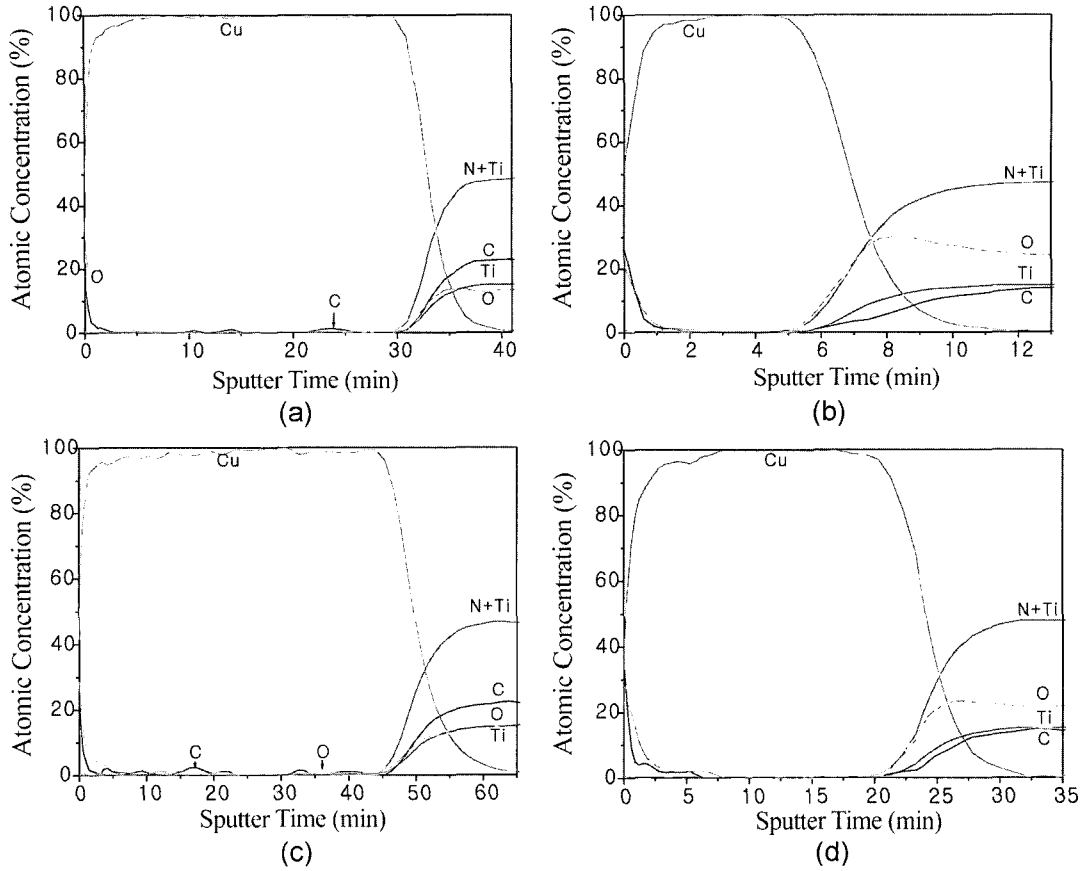 Atomic Concentration (%)
100
80
60
40
20
0
Cu
N+Ti
C
Ti
O
O
C
0 10 20 30 40
Sputter Time (min)
(a)
Atomic Concentration (%)
100
80
60
40
20
0
Cu
N+Ti
O
Ti
C
0 2 4 6 8 10 12
Sputter Time (min)
(b)
Atomic Concentration (%)
100
80
60
40
20
0
Cu
N+Ti
C
O
Ti
C
O
0 10 20 30 40 50 60
Sputter Time (min)
(c)
Atomic Concentration (%)
100
80
60
40
20
0
Cu
N+Ti
O
Ti
C
0 5 10 15 20 25 30 35
Sputter Time (min)
(d)